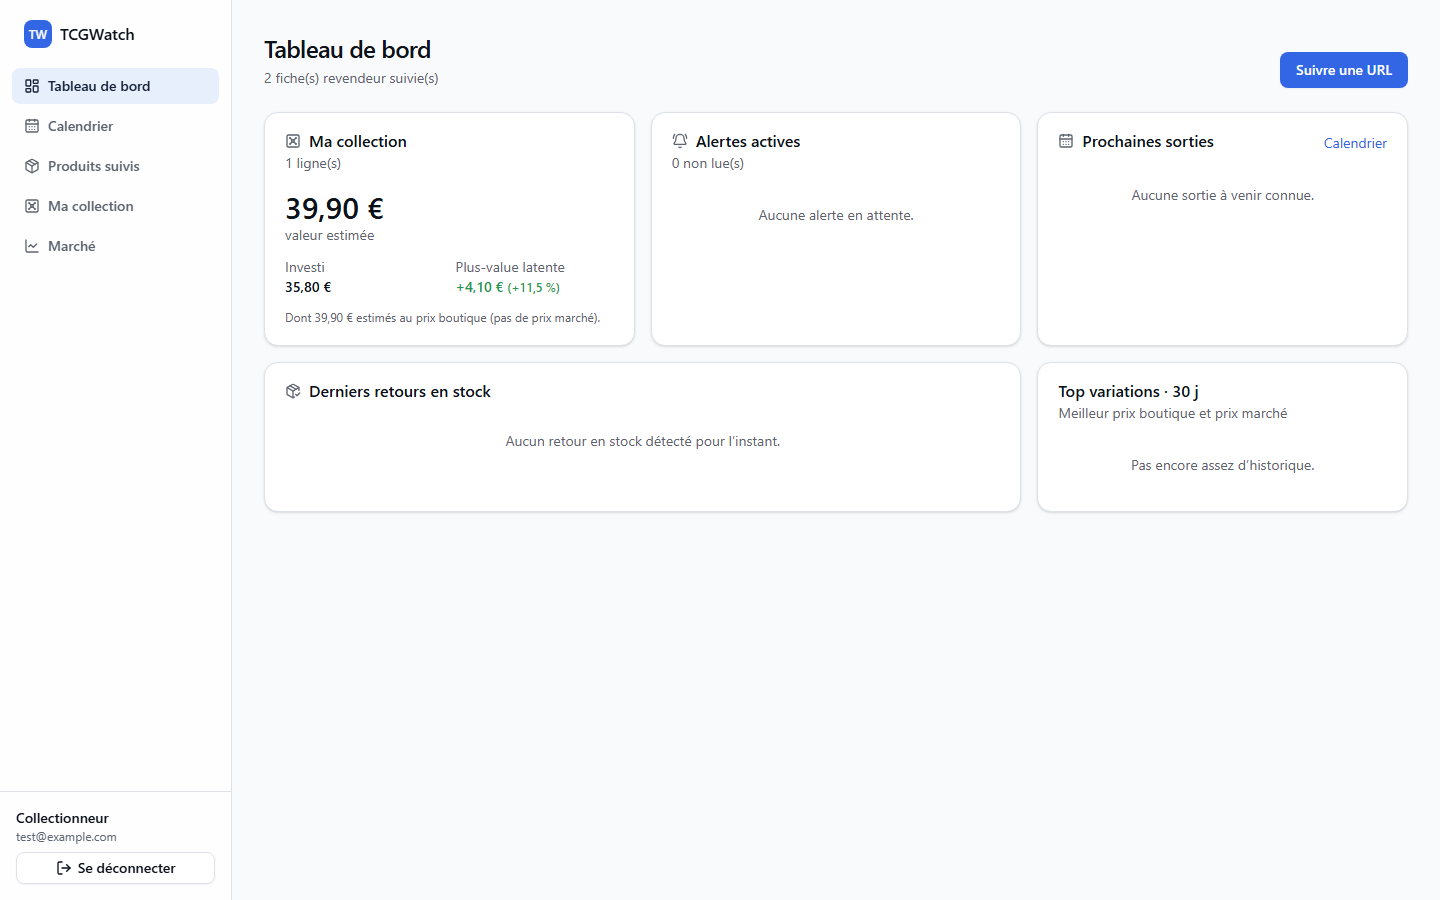 TW TCGWatch
Tableau de bord
Calendrier
Produits suivis
Ma collection
Marché
Collectionneur
test@example.com
Se déconnecter
Tableau de bord
2 fiche(s) revendeur suivie(s)
Suivre une URL
Ma collection
1 ligne(s)
39,90 €
valeur estimée
Investi
35,80 €
Plus-value latente
+4,10 € (+11,5 %)
Dont 39,90 € estimés au prix boutique (pas de prix marché).
Alertes actives
0 non lue(s)
Aucune alerte en attente.
Prochaines sorties
Calendrier
Aucune sortie à venir connue.
Derniers retours en stock
Aucun retour en stock détecté pour l’instant.
Top variations · 30 j
Meilleur prix boutique et prix marché
Pas encore assez d’historique.